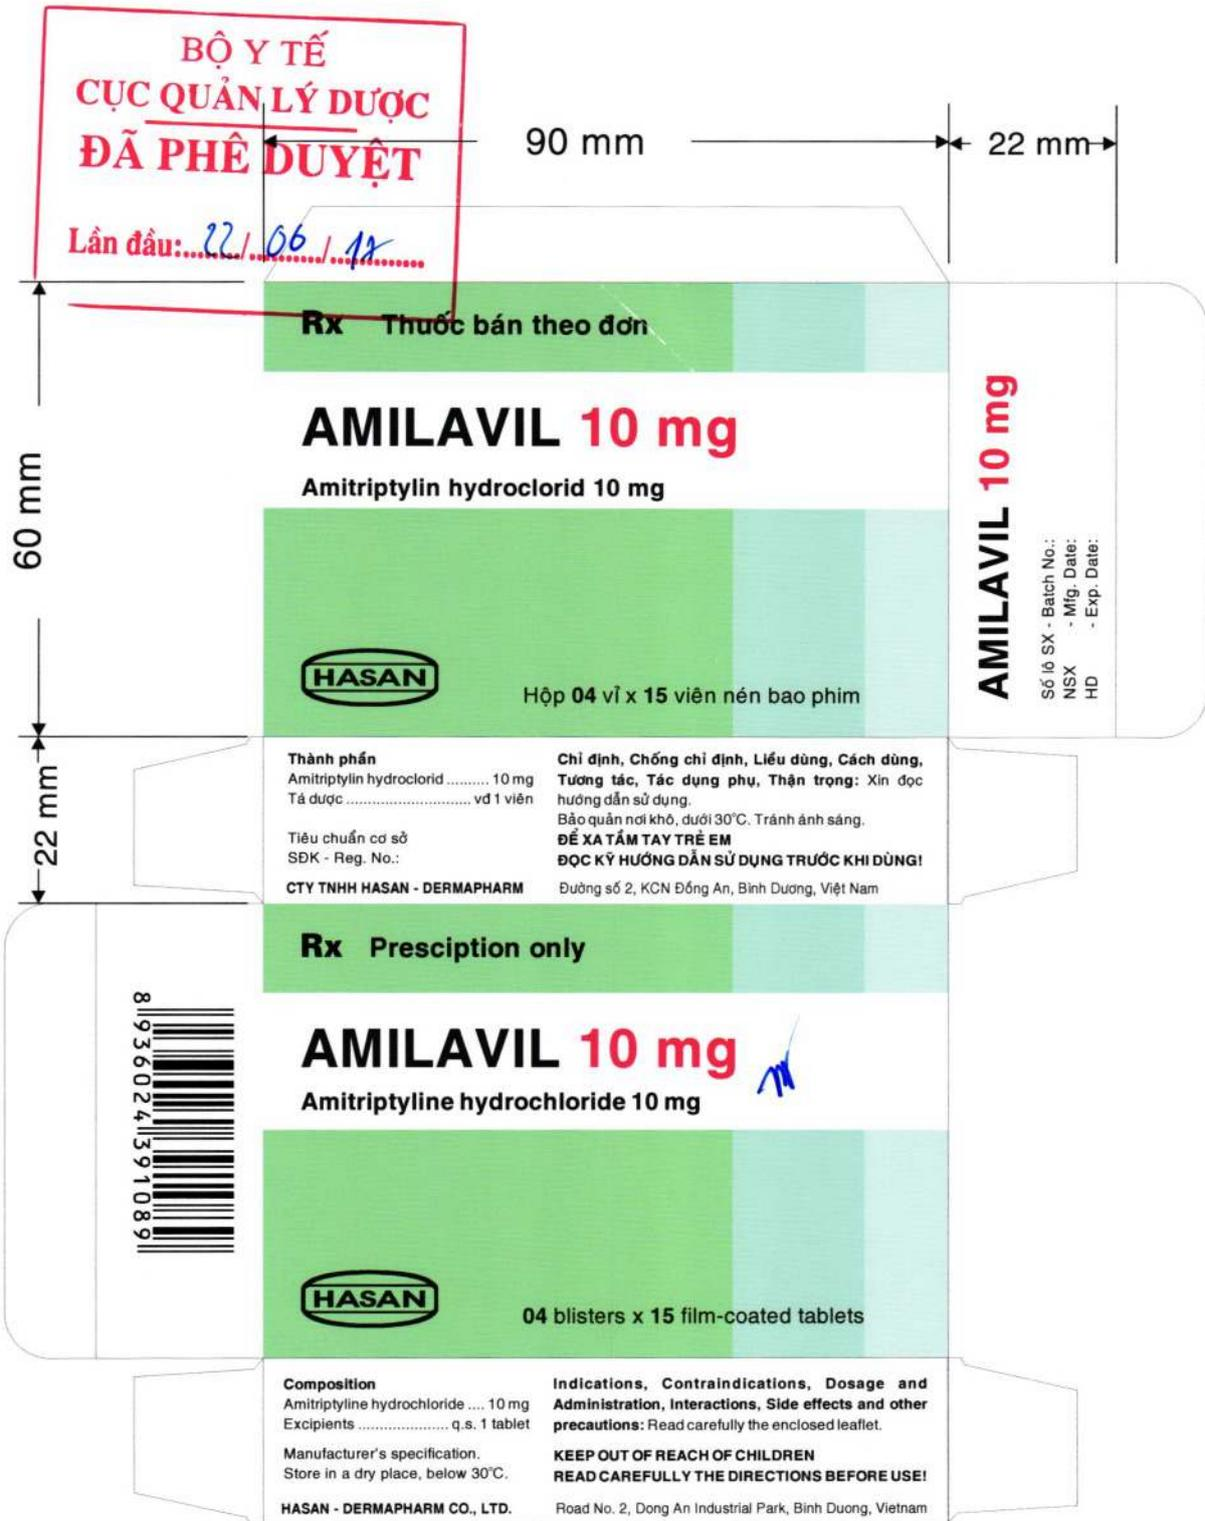 BỘ Y TẾ
CỤC QUẢN LÝ DƯỢC
ĐÃ PHÊ DUYỆT
Lần đầu:....22./..06../..17....
90 mm
22 mm
60 mm
22 mm
Rx Thuốc bán theo đơn
AMILAVIL 10 mg
Amitriptylin hydroclorid 10 mg
HASAN
Hộp 04 vỉ x 15 viên nén bao phim
AMILAVIL 10 mg
Số lô SX - Batch No.:
NSX - Mfg. Date:
HD - Exp. Date:
Thành phần
Amitriptylin hydroclorid .......... 10 mg
Tá dược ............................. vđ 1 viên
Tiêu chuẩn cơ sở
SĐK - Reg. No.:
CTY TNHH HASAN - DERMAPHARM
Chỉ định, Chống chỉ định, Liều dùng, Cách dùng,
Tương tác, Tác dụng phụ, Thận trọng: Xin đọc
hướng dẫn sử dụng.
Bảo quản nơi khô, dưới 30°C. Tránh ánh sáng.
ĐỂ XA TẦM TAY TRẺ EM
ĐỌC KỸ HƯỚNG DẪN SỬ DỤNG TRƯỚC KHI DÙNG!
Đường số 2, KCN Đồng An, Bình Dương, Việt Nam
Rx Presciption only
AMILAVIL 10 mg
Amitriptyline hydrochloride 10 mg
HASAN
04 blisters x 15 film-coated tablets
8 936024 391089
Composition
Amitriptyline hydrochloride .... 10 mg
Excipients ..................... q.s. 1 tablet
Manufacturer's specification.
Store in a dry place, below 30°C.
HASAN - DERMAPHARM CO., LTD.
Indications, Contraindications, Dosage and
Administration, Interactions, Side effects and other
precautions: Read carefully the enclosed leaflet.
KEEP OUT OF REACH OF CHILDREN
READ CAREFULLY THE DIRECTIONS BEFORE USE!
Road No. 2, Dong An Industrial Park, Binh Duong, Vietnam